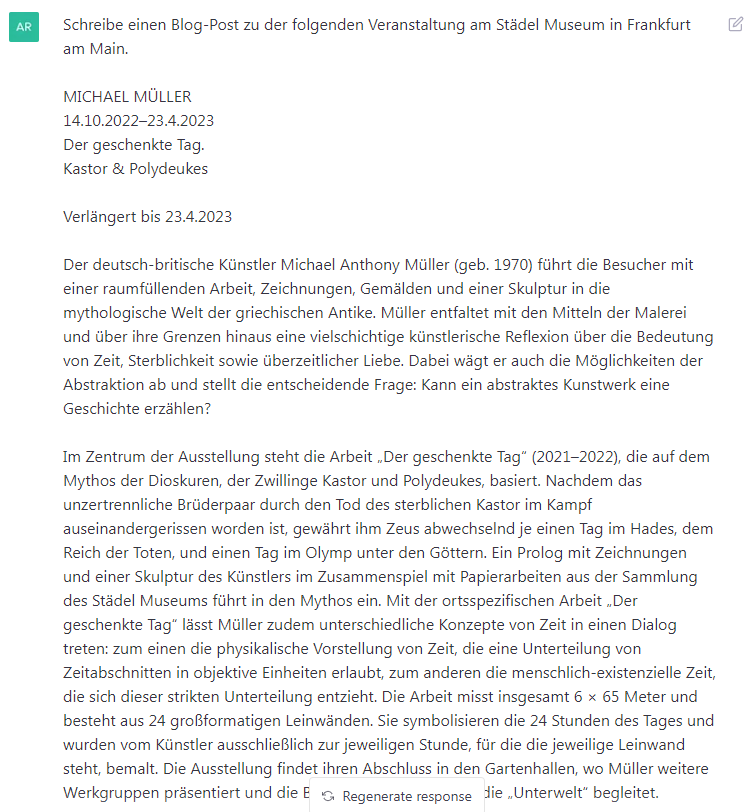 AR
Schreibe einen Blog-Post zu der folgenden Veranstaltung am Städel Museum in Frankfurt
am Main.
MICHAEL MÜLLER
14.10.2022–23.4.2023
Der geschenkte Tag.
Kastor & Polydeukes
Verlängert bis 23.4.2023
Der deutsch-britische Künstler Michael Anthony Müller (geb. 1970) führt die Besucher mit
einer raumfüllenden Arbeit, Zeichnungen, Gemälden und einer Skulptur in die
mythologische Welt der griechischen Antike. Müller entfaltet mit den Mitteln der Malerei
und über ihre Grenzen hinaus eine vielschichtige künstlerische Reflexion über die Bedeutung
von Zeit, Sterblichkeit sowie überzeitlicher Liebe. Dabei wägt er auch die Möglichkeiten der
Abstraktion ab und stellt die entscheidende Frage: Kann ein abstraktes Kunstwerk eine
Geschichte erzählen?
Im Zentrum der Ausstellung steht die Arbeit „Der geschenkte Tag“ (2021–2022), die auf dem
Mythos der Dioskuren, der Zwillinge Kastor und Polydeukes, basiert. Nachdem das
unzertrennliche Brüderpaar durch den Tod des sterblichen Kastor im Kampf
auseinandergerissen worden ist, gewährt ihm Zeus abwechselnd je einen Tag im Hades, dem
Reich der Toten, und einen Tag im Olymp unter den Göttern. Ein Prolog mit Zeichnungen
und einer Skulptur des Künstlers im Zusammenspiel mit Papierarbeiten aus der Sammlung
des Städel Museums führt in den Mythos ein. Mit der ortsspezifischen Arbeit „Der
geschenkte Tag“ lässt Müller zudem unterschiedliche Konzepte von Zeit in einen Dialog
treten: zum einen die physikalische Vorstellung von Zeit, die eine Unterteilung von
Zeitabschnitten in objektive Einheiten erlaubt, zum anderen die menschlich-existenzielle Zeit,
die sich dieser strikten Unterteilung entzieht. Die Arbeit misst insgesamt 6 × 65 Meter und
besteht aus 24 großformatigen Leinwänden. Sie symbolisieren die 24 Stunden des Tages und
wurden vom Künstler ausschließlich zur jeweiligen Stunde, für die die jeweilige Leinwand
steht, bemalt. Die Ausstellung findet ihren Abschluss in den Gartenhallen, wo Müller weitere
Werkgruppen präsentiert und die die „Unterwelt“ begleitet.
Regenerate response